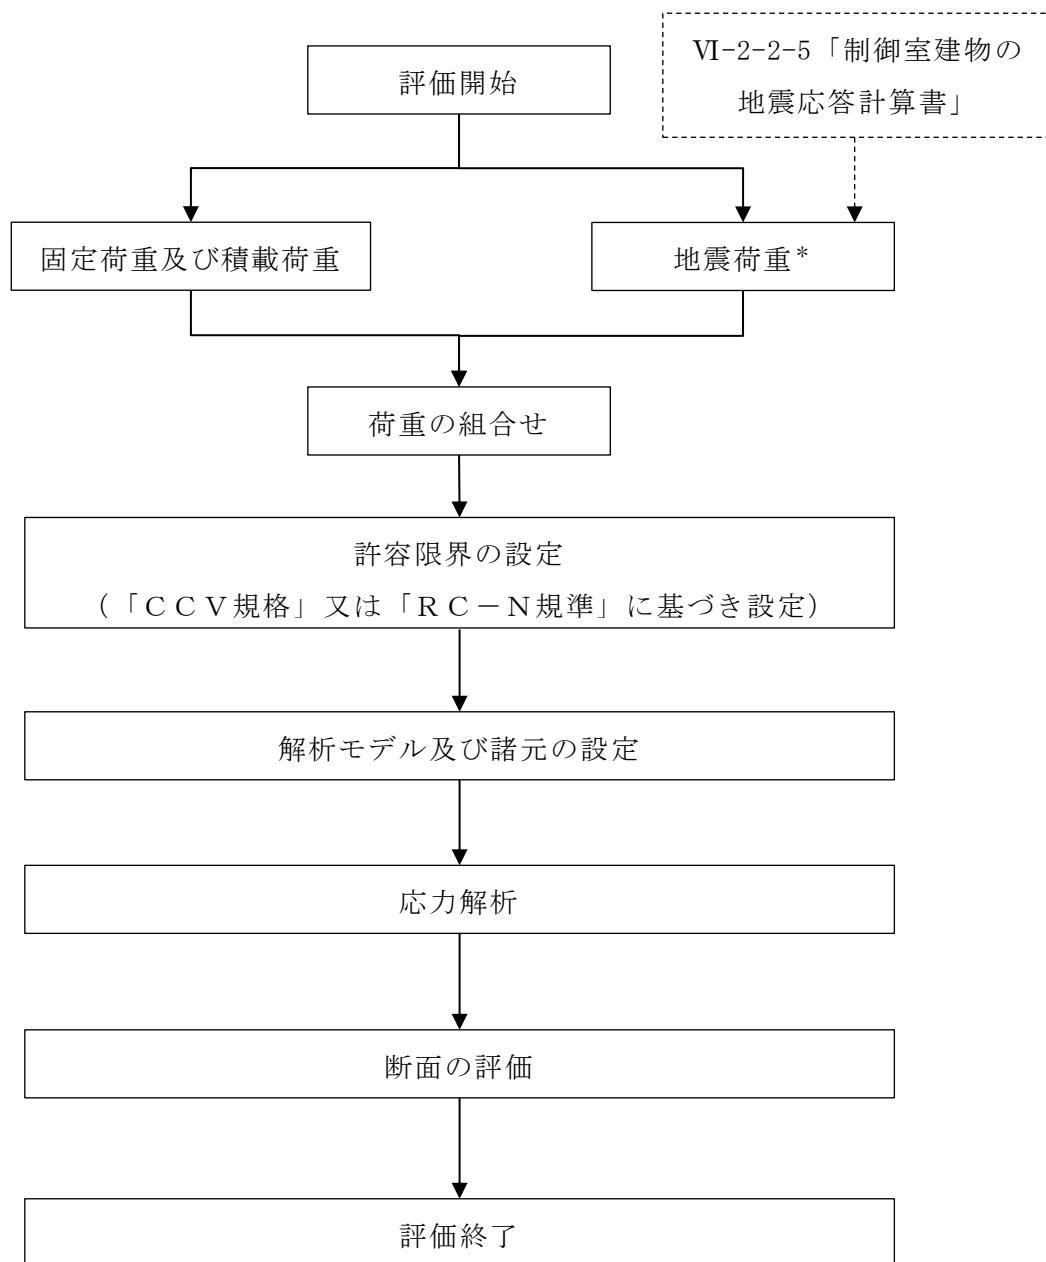 評価開始
Ⅵ-2-2-5「制御室建物の
地震応答計算書」
固定荷重及び積載荷重
地震荷重*
荷重の組合せ
許容限界の設定
(「CCV規格」又は「RC-N規準」に基づき設定)
解析モデル及び諸元の設定
応力解析
断面の評価
評価終了